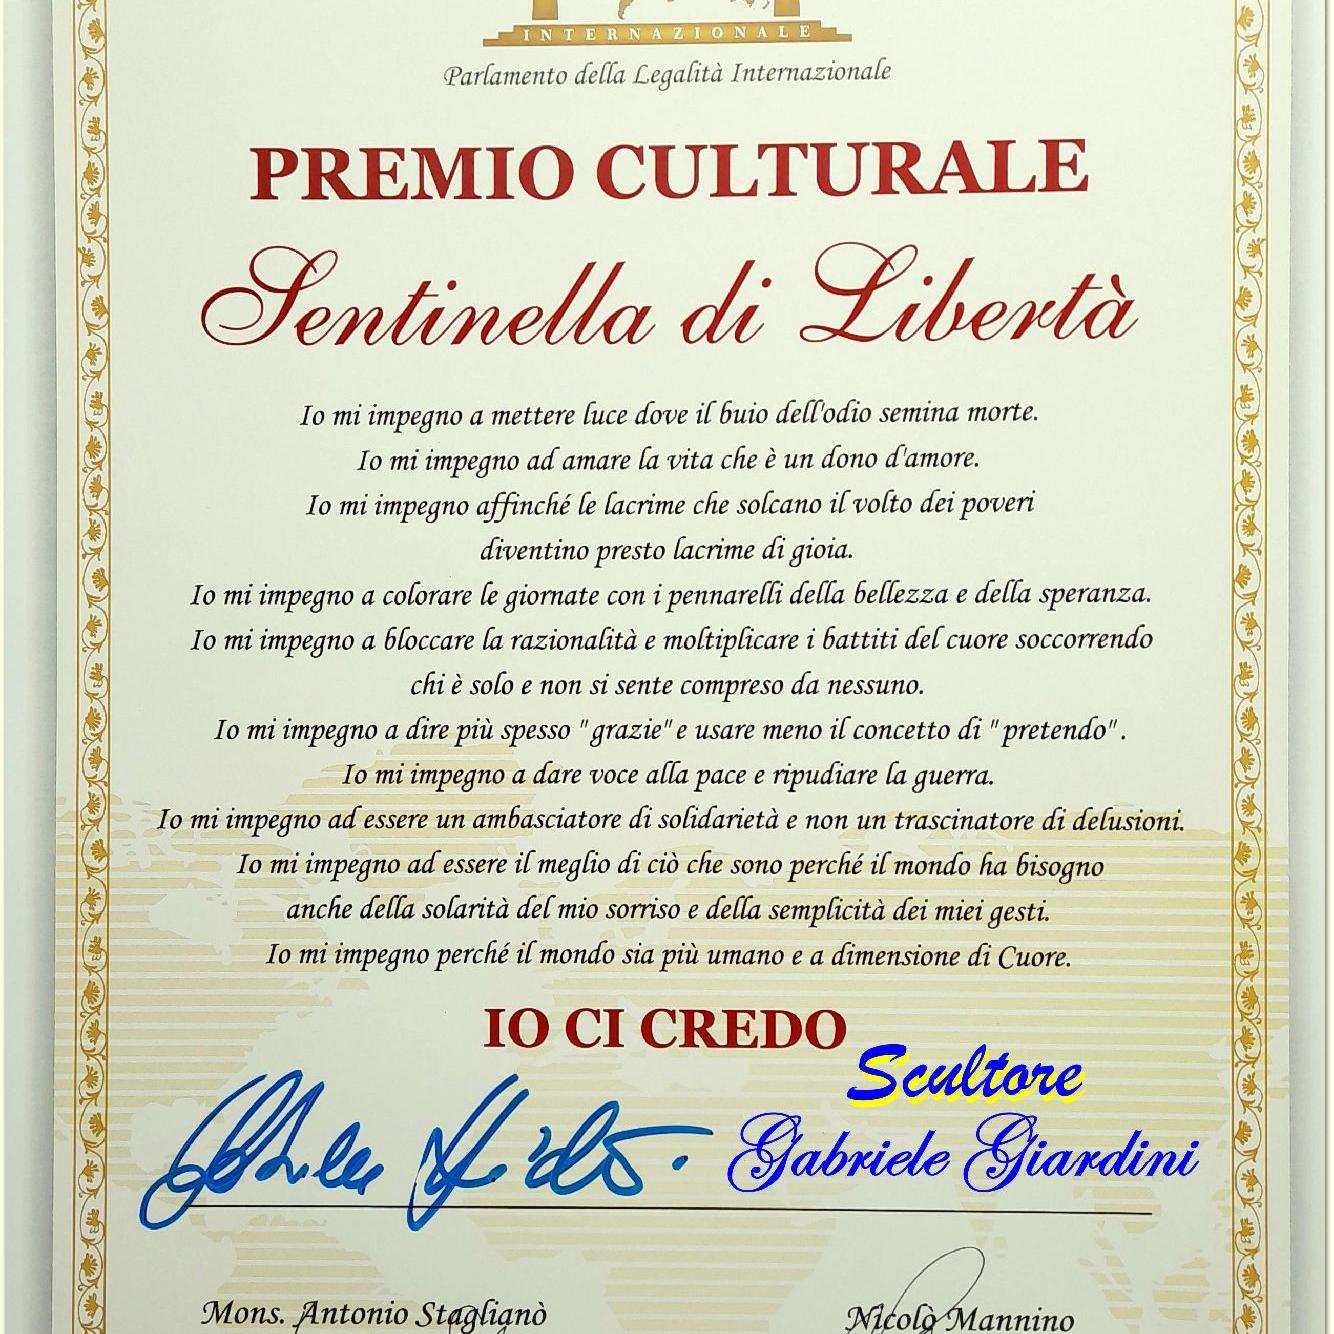 INTERNAZIONALE
Parlamento della Legalità Internazionale
PREMIO CULTURALE
Sentinella di Libertà
Io mi impegno a mettere luce dove il buio dell'odio semina morte.
Io mi impegno ad amare la vita che è un dono d'amore.
Io mi impegno affinché le lacrime che solcano il volto dei poveri
diventino presto lacrime di gioia.
Io mi impegno a colorare le giornate con i pennarelli della bellezza e della speranza.
Io mi impegno a bloccare la razionalità e moltiplicare i battiti del cuore soccorrendo
chi è solo e non si sente compreso da nessuno.
Io mi impegno a dire più spesso "grazie" e usare meno il concetto di "pretendo".
Io mi impegno a dare voce alla pace e ripudiare la guerra.
Io mi impegno ad essere un ambasciatore di solidarietà e non un trascinatore di delusioni.
Io mi impegno ad essere il meglio di ciò che sono perché il mondo ha bisogno
anche della solarità del mio sorriso e della semplicità dei miei gesti.
Io mi impegno perché il mondo sia più umano e a dimensione di Cuore.
IO CI CREDO
Scultore
Gabriele Giardini
Mons. Antonio Staglianò
Nicolò Mannino